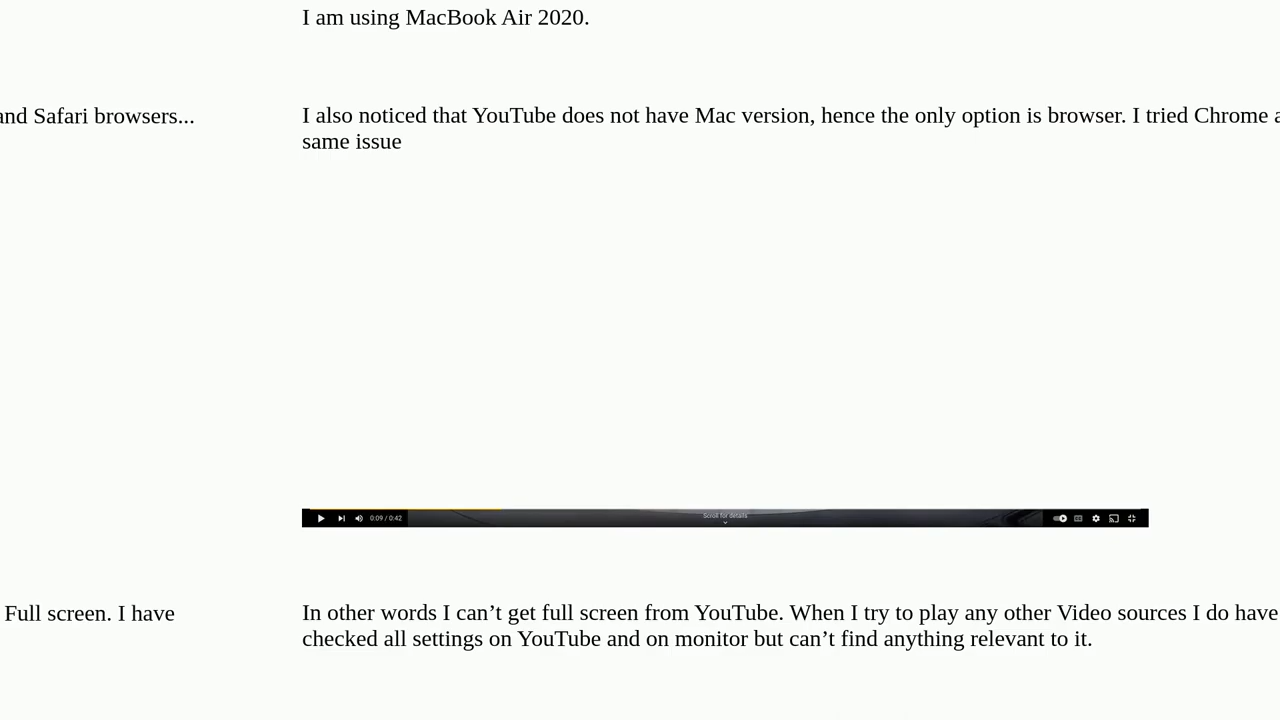 I am using MacBook Air 2020.
and Safari browsers...
I also noticed that YouTube does not have Mac version, hence the only option is browser. I tried Chrome a
same issue
0:09 / 0:42
Scroll for details
Full screen. I have
In other words I can’t get full screen from YouTube. When I try to play any other Video sources I do have
checked all settings on YouTube and on monitor but can’t find anything relevant to it.